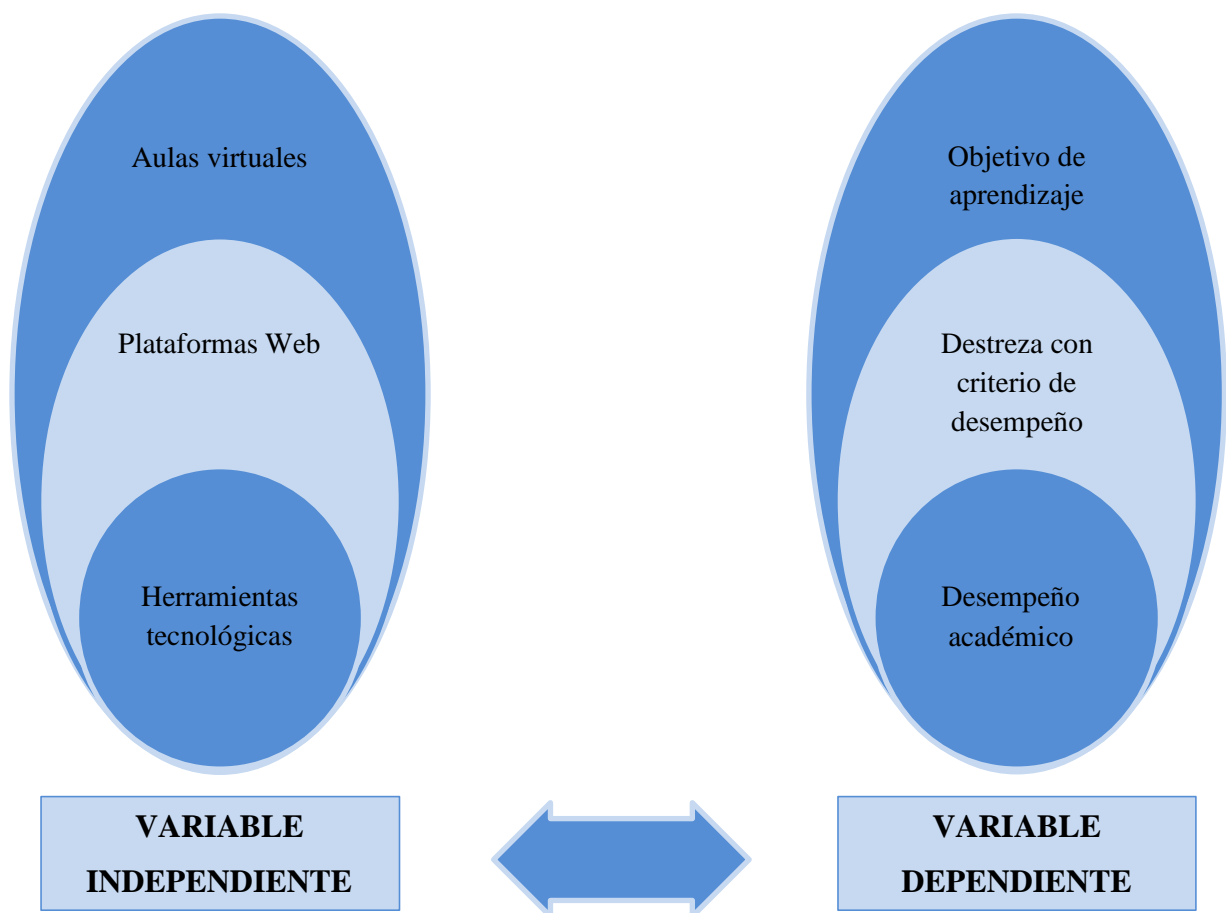 Aulas virtuales
Plataformas Web
Herramientas
tecnológicas
VARIABLE
INDEPENDIENTE
Objetivo de
aprendizaje
Destreza con
criterio de
desempeño
Desempeño
académico
VARIABLE
DEPENDIENTE